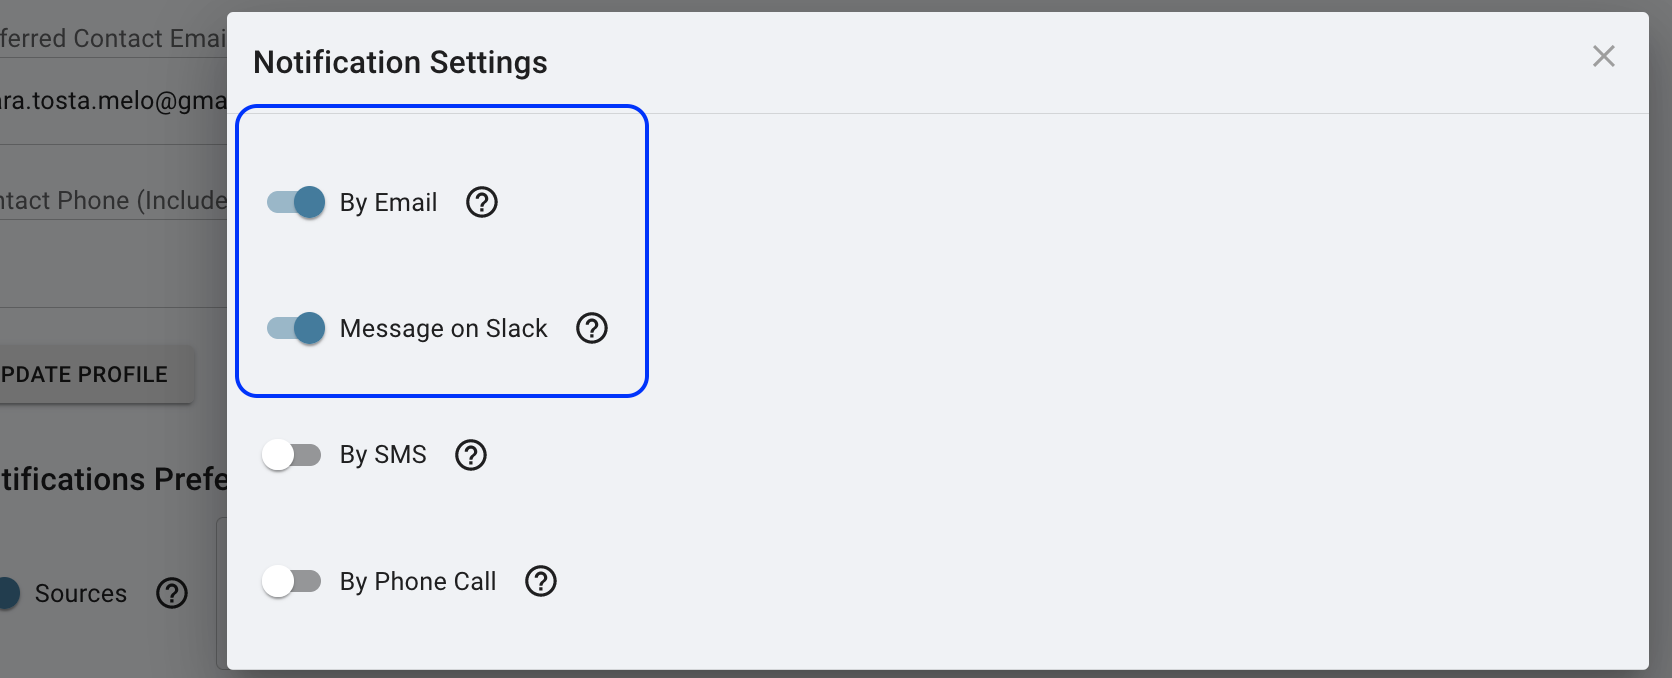 ferred Contact Emai
Notification Settings
ra.tosta.melo@gma
By Email
ntact Phone (Include
Message on Slack
PDATE PROFILE
By SMS
tifications Prefe
By Phone Call
Sources